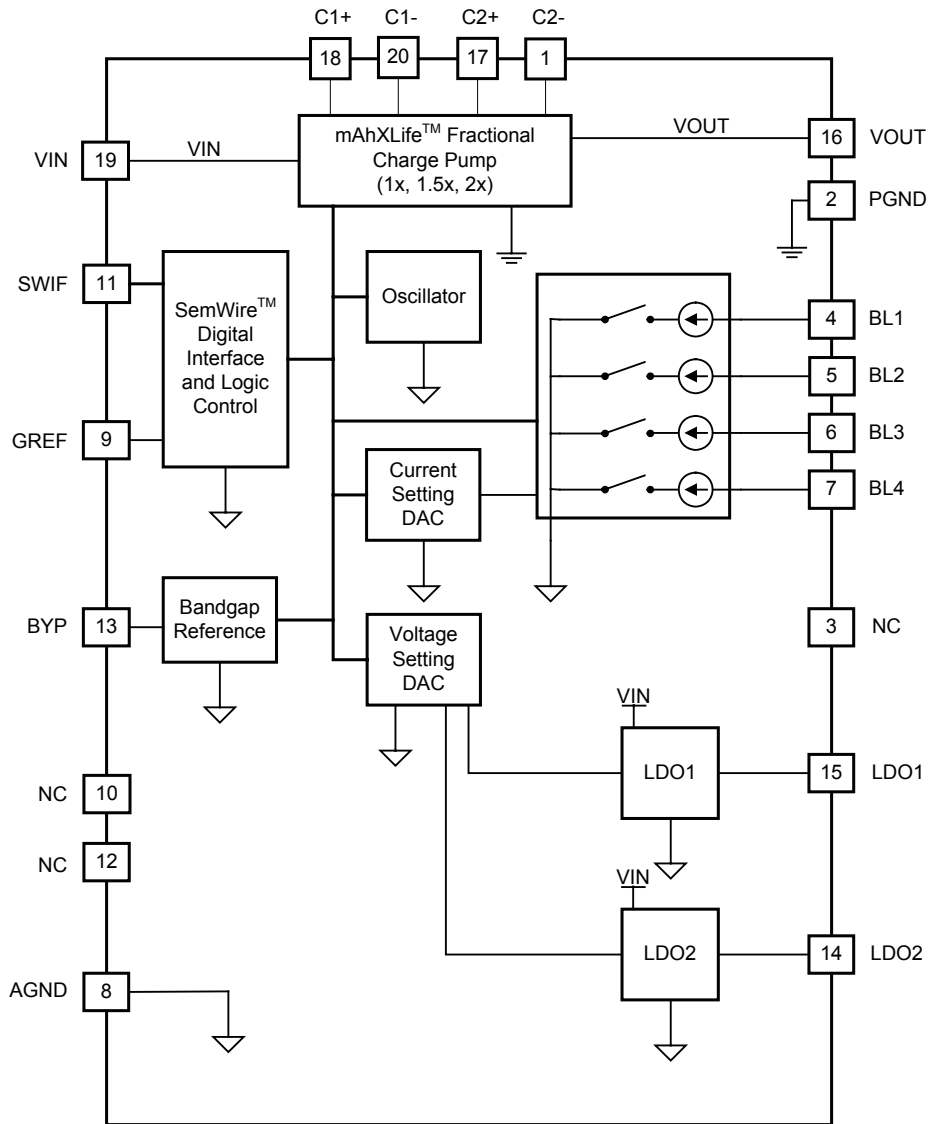 C1+ C1- C2+ C2-
18 20 17 1
mAhXLife™ Fractional
Charge Pump
(1x, 1.5x, 2x)
VIN 19 VIN
VOUT 16 VOUT
2 PGND
SWIF 11
SemWire™
Digital
Interface
and Logic
Control
Oscillator
4 BL1
5 BL2
6 BL3
7 BL4
GREF 9
Current
Setting
DAC
BYP 13
Bandgap
Reference
Voltage
Setting
DAC
3 NC
VIN
LDO1
15 LDO1
NC 10
NC 12
VIN
LDO2
14 LDO2
AGND 8